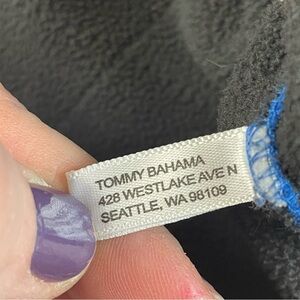 TOMMY BAHAMA
428 WESTLAKE AVE N
SEATTLE, WA 98109